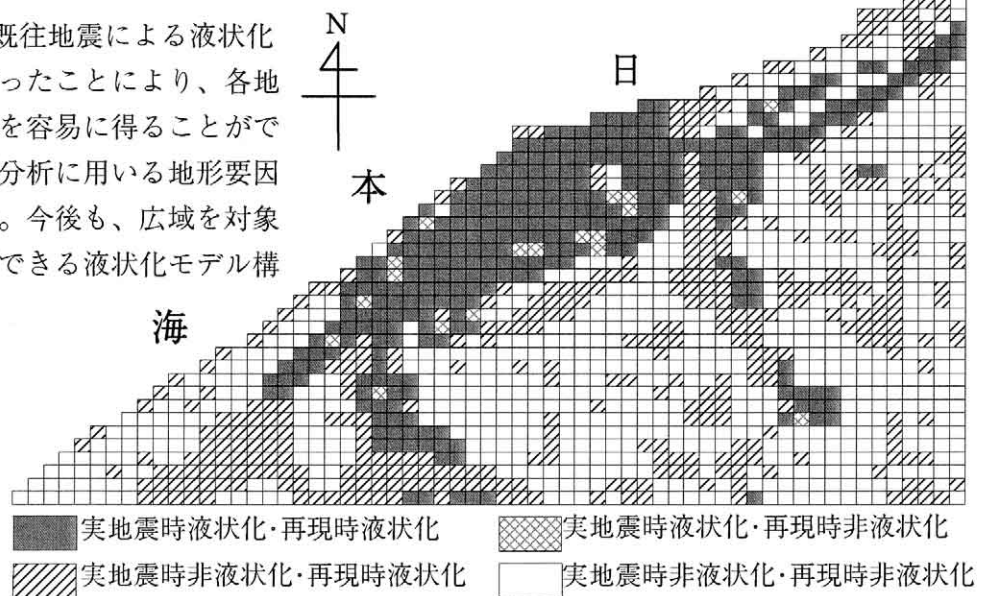 既往地震による液状化
ったことにより、各地
を容易に得ることがで
分析に用いる地形要因
。今後も、広域を対象
できる液状化モデル構
N
日
本
海
実地震時液状化・再現時液状化
実地震時液状化・再現時非液状化
実地震時非液状化・再現時液状化
実地震時非液状化・再現時非液状化